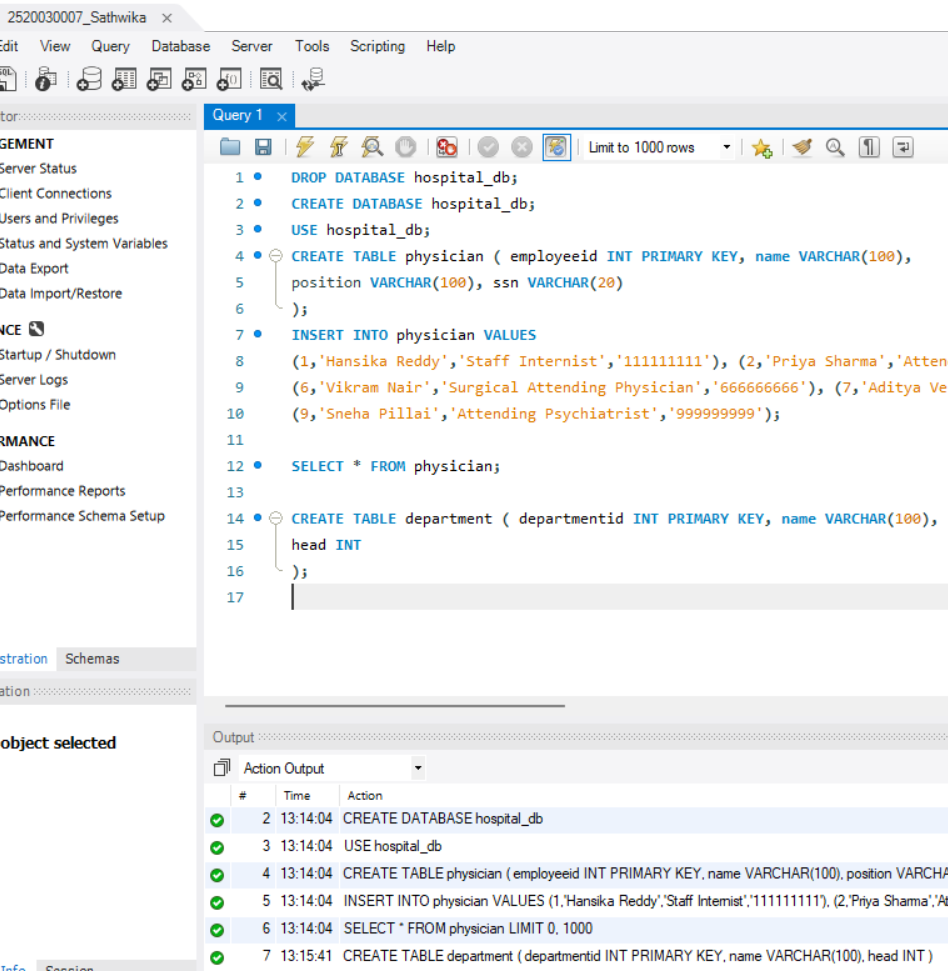 2520030007_Sathwika ×
Edit View Query Database Server Tools Scripting Help
Query 1 ×
GEMENT
Server Status
Client Connections
Users and Privileges
Status and System Variables
Data Export
Data Import/Restore
NCE
Startup / Shutdown
Server Logs
Options File
RMANCE
Dashboard
Performance Reports
Performance Schema Setup
stration Schemas
object selected
Limit to 1000 rows
1 DROP DATABASE hospital_db;
2 CREATE DATABASE hospital_db;
3 USE hospital_db;
4 CREATE TABLE physician ( employeeid INT PRIMARY KEY, name VARCHAR(100),
5 position VARCHAR(100), ssn VARCHAR(20)
6 );
7 INSERT INTO physician VALUES
8 (1,'Hansika Reddy','Staff Internist','111111111'), (2,'Priya Sharma','Atten
9 (6,'Vikram Nair','Surgical Attending Physician','666666666'), (7,'Aditya Ve
10 (9,'Sneha Pillai','Attending Psychiatrist','999999999');
11
12 SELECT * FROM physician;
13
14 CREATE TABLE department ( departmentid INT PRIMARY KEY, name VARCHAR(100),
15 head INT
16 );
17
Output
Action Output
# Time Action
2 13:14:04 CREATE DATABASE hospital_db
3 13:14:04 USE hospital_db
4 13:14:04 CREATE TABLE physician ( employeeid INT PRIMARY KEY, name VARCHAR(100), position VARCHA
5 13:14:04 INSERT INTO physician VALUES (1,'Hansika Reddy','Staff Internist','111111111'), (2,'Priya Sharma','At
6 13:14:04 SELECT * FROM physician LIMIT 0, 1000
7 13:15:41 CREATE TABLE department ( departmentid INT PRIMARY KEY, name VARCHAR(100), head INT )